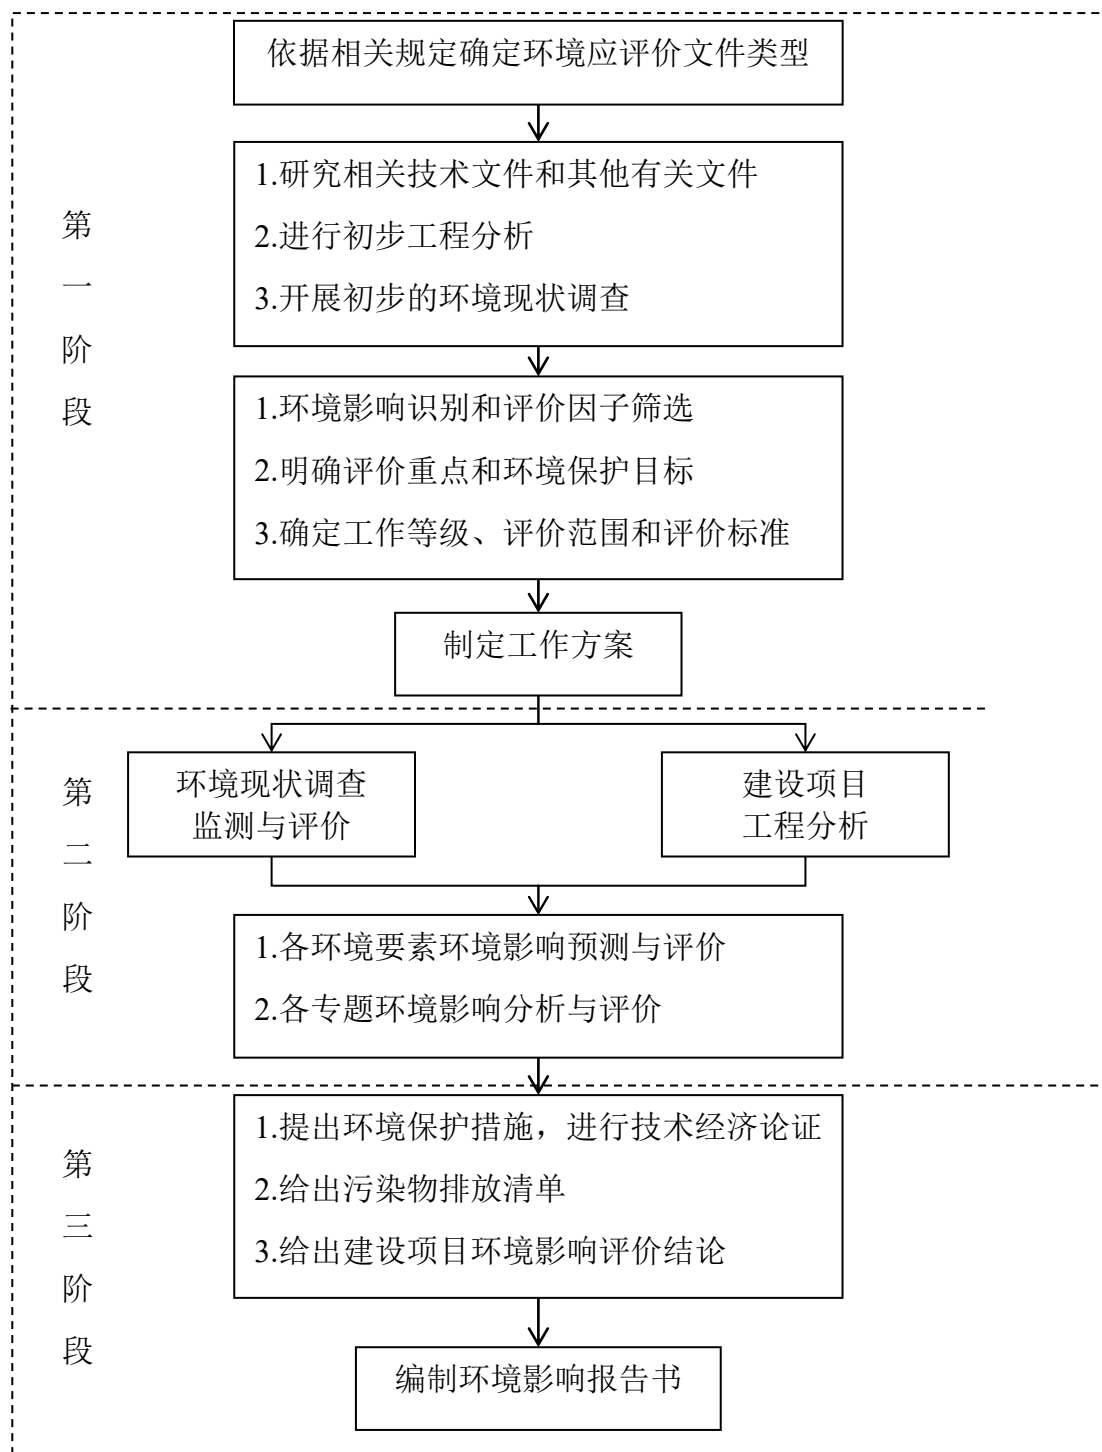 依据相关规定确定环境应评价文件类型
第一阶段
1.研究相关技术文件和其他有关文件
2.进行初步工程分析
3.开展初步的环境现状调查
1.环境影响识别和评价因子筛选
2.明确评价重点和环境保护目标
3.确定工作等级、评价范围和评价标准
制定工作方案
第二阶段
环境现状调查
监测与评价
建设项目
工程分析
1.各环境要素环境影响预测与评价
2.各专题环境影响分析与评价
第三阶段
1.提出环境保护措施，进行技术经济论证
2.给出污染物排放清单
3.给出建设项目环境影响评价结论
编制环境影响报告书